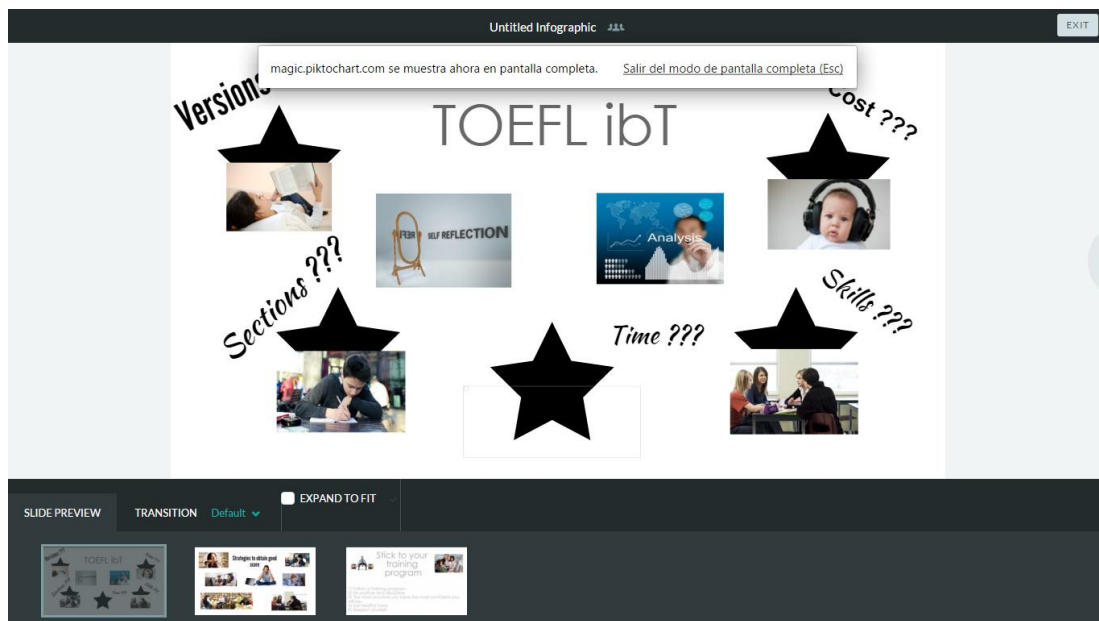 Untitled Infographic
EXIT
magic.piktochart.com se muestra ahora en pantalla completa. Salir del modo de pantalla completa (Esc)
Versions
TOEFL ibT
Cost ???
SELF REFLECTION
Analysis
Sections ???
Skills ???
Time ???
SLIDE PREVIEW
TRANSITION
Default
EXPAND TO FIT
TOEFL ibT
Strategies to obtain good
score
Stick to your
training
program